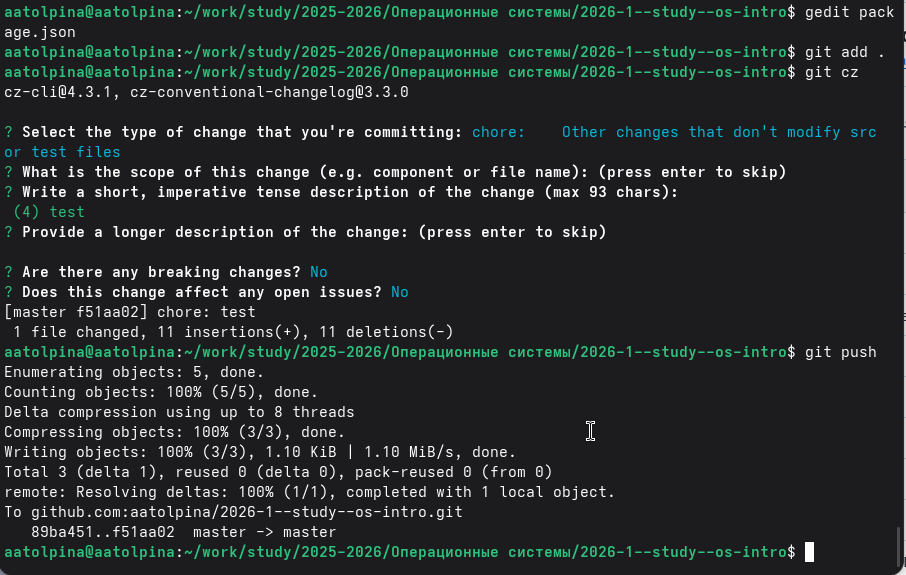 aatolpina@aatolpina:~/work/study/2025-2026/Операционные системы/2026-1--study--os-intro$ gedit pack
age.json
aatolpina@aatolpina:~/work/study/2025-2026/Операционные системы/2026-1--study--os-intro$ git add .
aatolpina@aatolpina:~/work/study/2025-2026/Операционные системы/2026-1--study--os-intro$ git cz
cz-cli@4.3.1, cz-conventional-changelog@3.3.0

? Select the type of change that you're committing: chore:    Other changes that don't modify src
or test files
? What is the scope of this change (e.g. component or file name): (press enter to skip)
? Write a short, imperative tense description of the change (max 93 chars):
 (4) test
? Provide a longer description of the change: (press enter to skip)

? Are there any breaking changes? No
? Does this change affect any open issues? No
[master f51aa02] chore: test
 1 file changed, 11 insertions(+), 11 deletions(-)
aatolpina@aatolpina:~/work/study/2025-2026/Операционные системы/2026-1--study--os-intro$ git push
Enumerating objects: 5, done.
Counting objects: 100% (5/5), done.
Delta compression using up to 8 threads
Compressing objects: 100% (3/3), done.
Writing objects: 100% (3/3), 1.10 KiB | 1.10 MiB/s, done.
Total 3 (delta 1), reused 0 (delta 0), pack-reused 0 (from 0)
remote: Resolving deltas: 100% (1/1), completed with 1 local object.
To github.com:aatolpina/2026-1--study--os-intro.git
   89ba451..f51aa02  master -> master
aatolpina@aatolpina:~/work/study/2025-2026/Операционные системы/2026-1--study--os-intro$